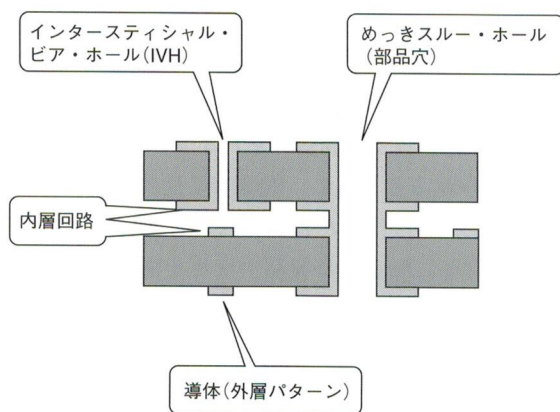 インタースティシャル・
ビア・ホール(IVH)
めっきスルー・ホール
(部品穴)
内層回路
導体(外層パターン)